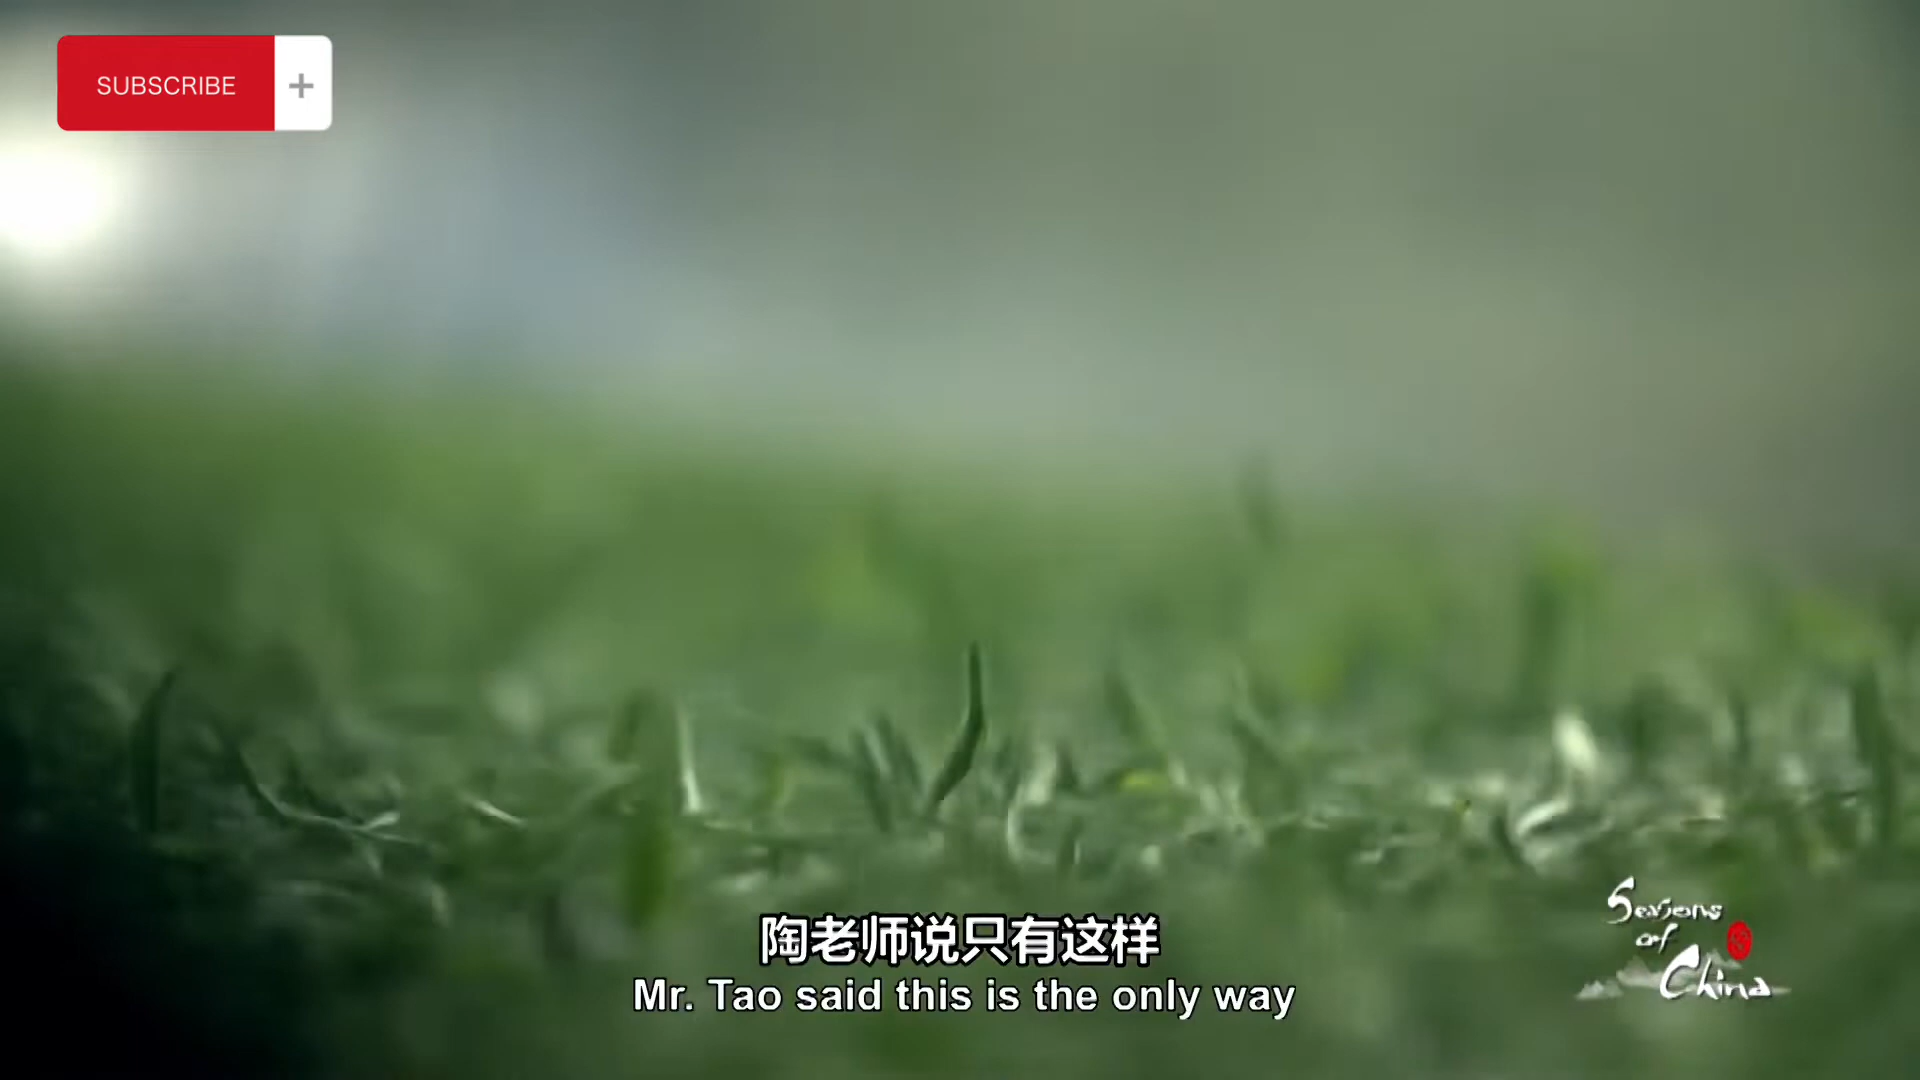 SUBSCRIBE +
陶老师说只有这样
Mr. Tao said this is the only way
Seasons
of
China